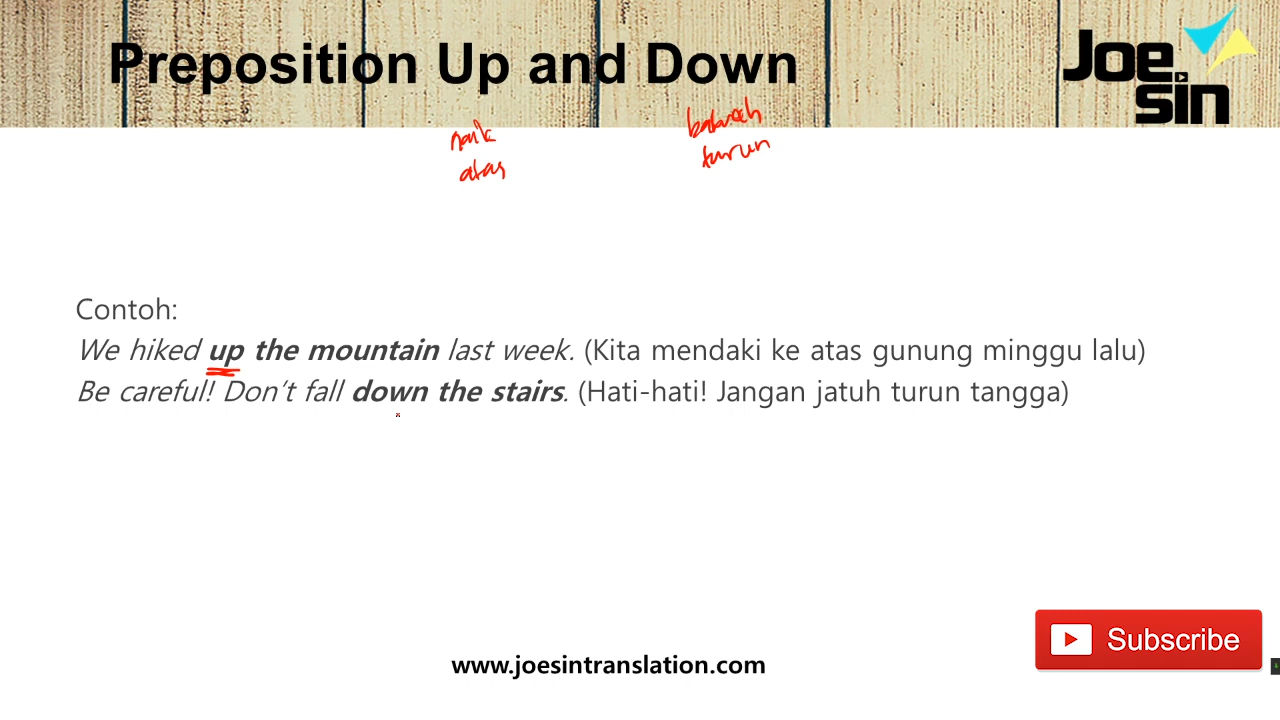 Preposition Up and Down
Joe
sin
naik
atas
bawah
turun
Contoh:
We hiked up the mountain last week. (Kita mendaki ke atas gunung minggu lalu)
Be careful! Don’t fall down the stairs. (Hati-hati! Jangan jatuh turun tangga)
Subscribe
www.joesintranslation.com